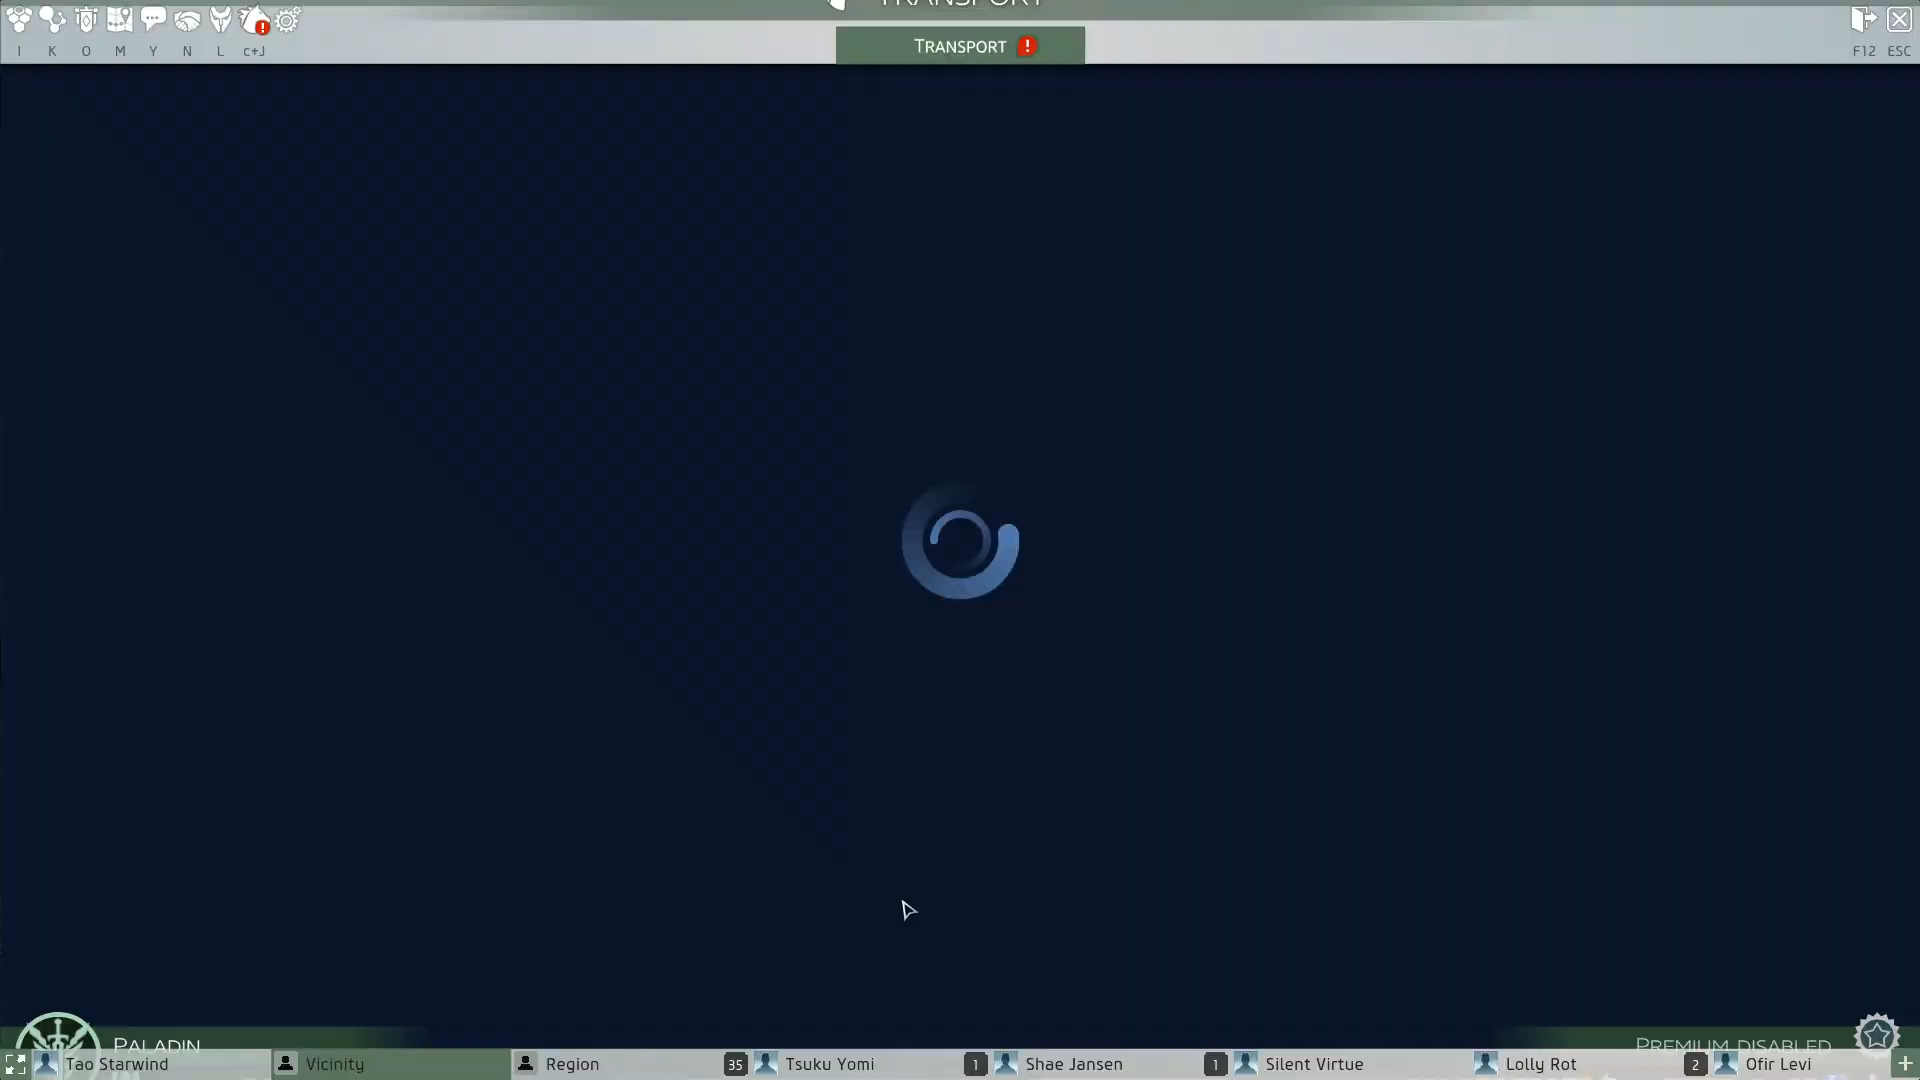 TRANSPORT
I K O M Y N L C+J
TRANSPORT !
F12 ESC
PALADIN
PREMIUM DISABLED
Tao Starwind Vicinity Region 35 Tsuku Yomi 1 Shae Jansen 1 Silent Virtue Lolly Rot 2 Ofir Levi +